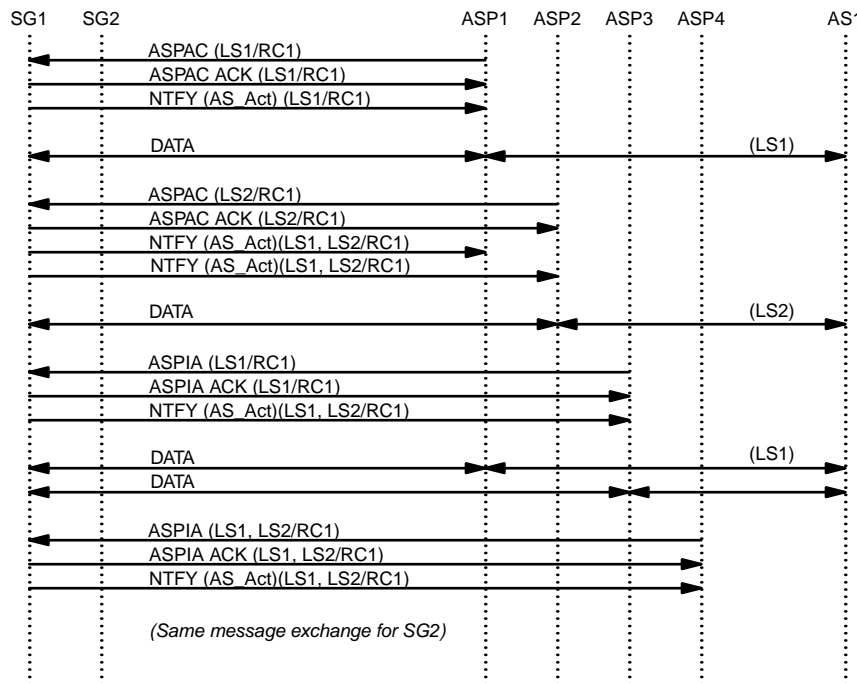 SG1 SG2 ASP1 ASP2 ASP3 ASP4 AS1
ASPAC (LS1/RC1)
ASPAC ACK (LS1/RC1)
NTFY (AS_Act) (LS1/RC1)
DATA (LS1)
ASPAC (LS2/RC1)
ASPAC ACK (LS2/RC1)
NTFY (AS_Act)(LS1, LS2/RC1)
NTFY (AS_Act)(LS1, LS2/RC1)
DATA (LS2)
ASPIA (LS1/RC1)
ASPIA ACK (LS1/RC1)
NTFY (AS_Act)(LS1, LS2/RC1)
DATA (LS1)
DATA
ASPIA (LS1, LS2/RC1)
ASPIA ACK (LS1, LS2/RC1)
NTFY (AS_Act)(LS1, LS2/RC1)
(Same message exchange for SG2)